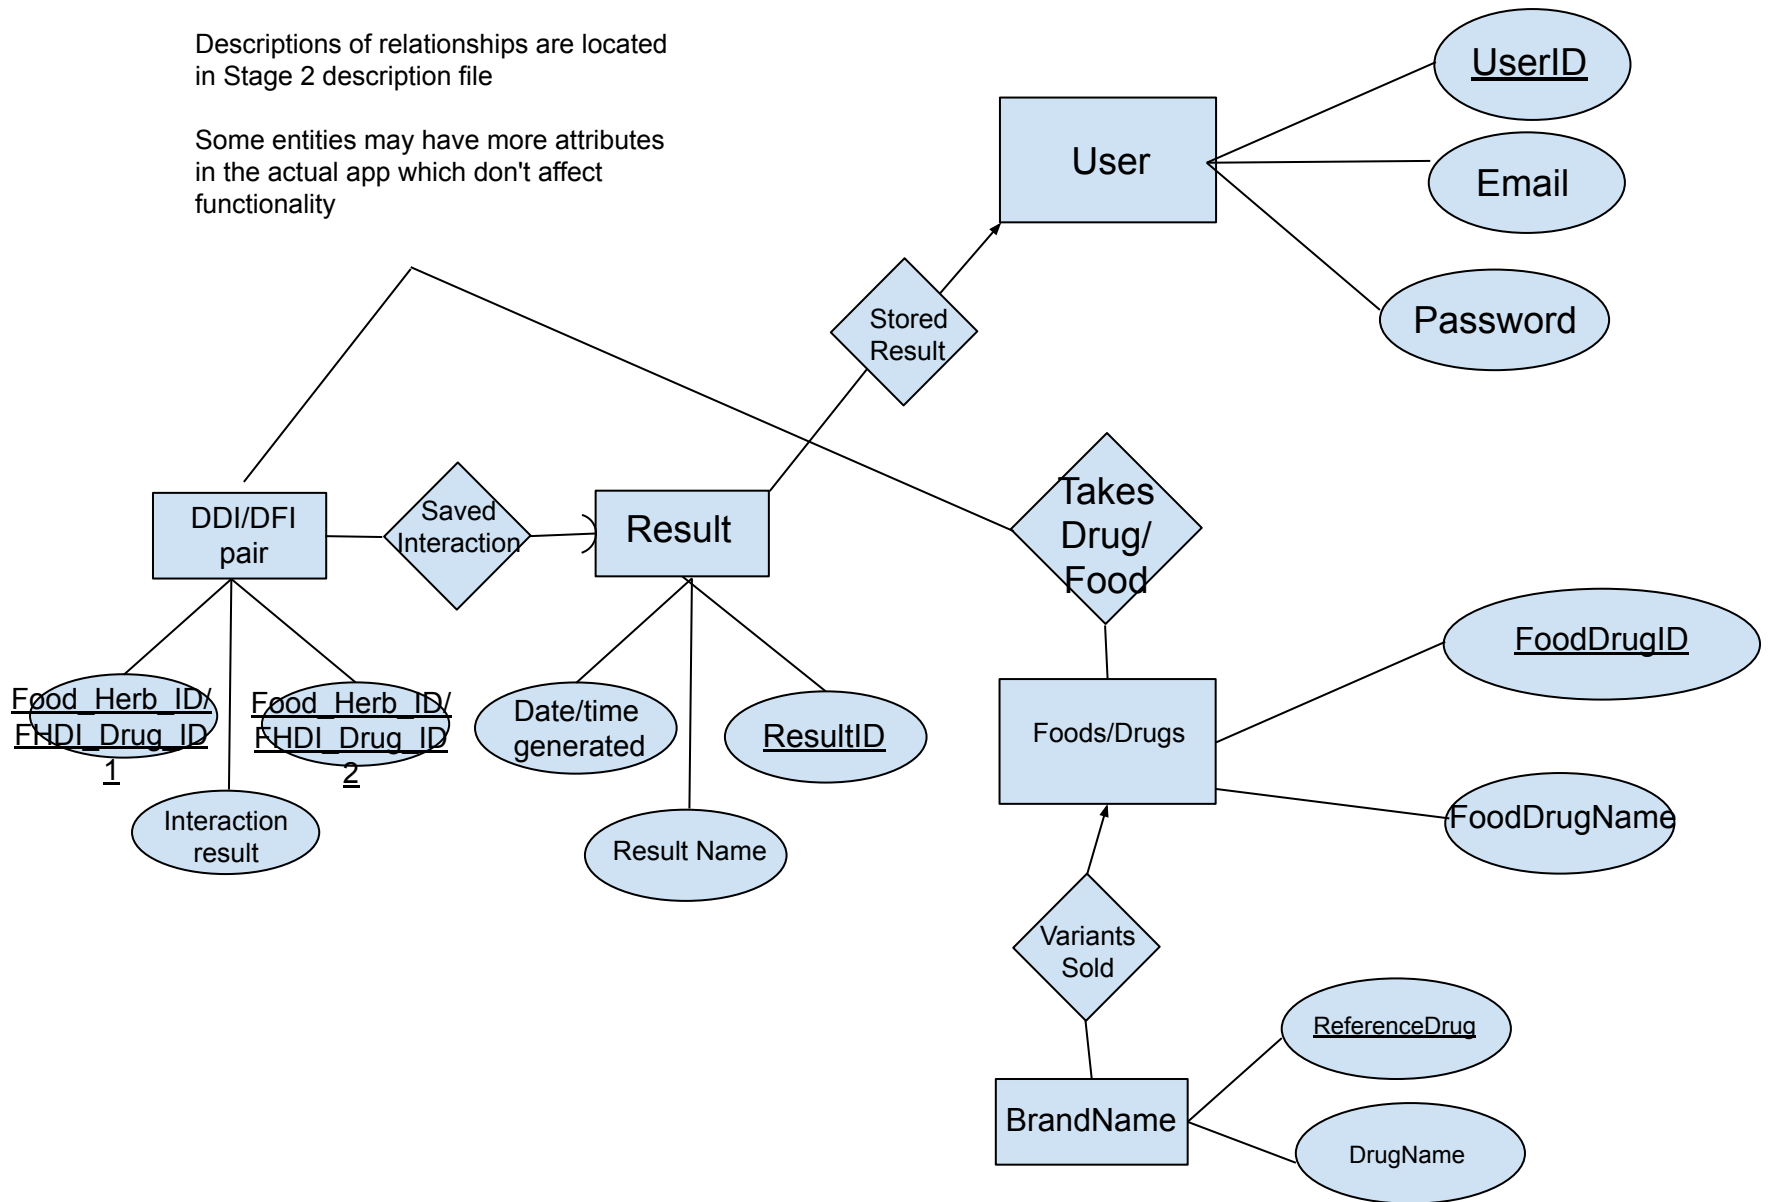 Descriptions of relationships are located
in Stage 2 description file
Some entities may have more attributes
in the actual app which don't affect
functionality
UserID
User
Email
Password
Stored
Result
DDI/DFI
pair
Saved
Interaction
Result
Takes
Drug/
Food
Food_Herb_ID/
FHDI_Drug_ID
1
Food_Herb_ID/
FHDI_Drug_ID
2
Interaction
result
Date/time
generated
ResultID
Result Name
Foods/Drugs
FoodDrugID
FoodDrugName
Variants
Sold
BrandName
ReferenceDrug
DrugName